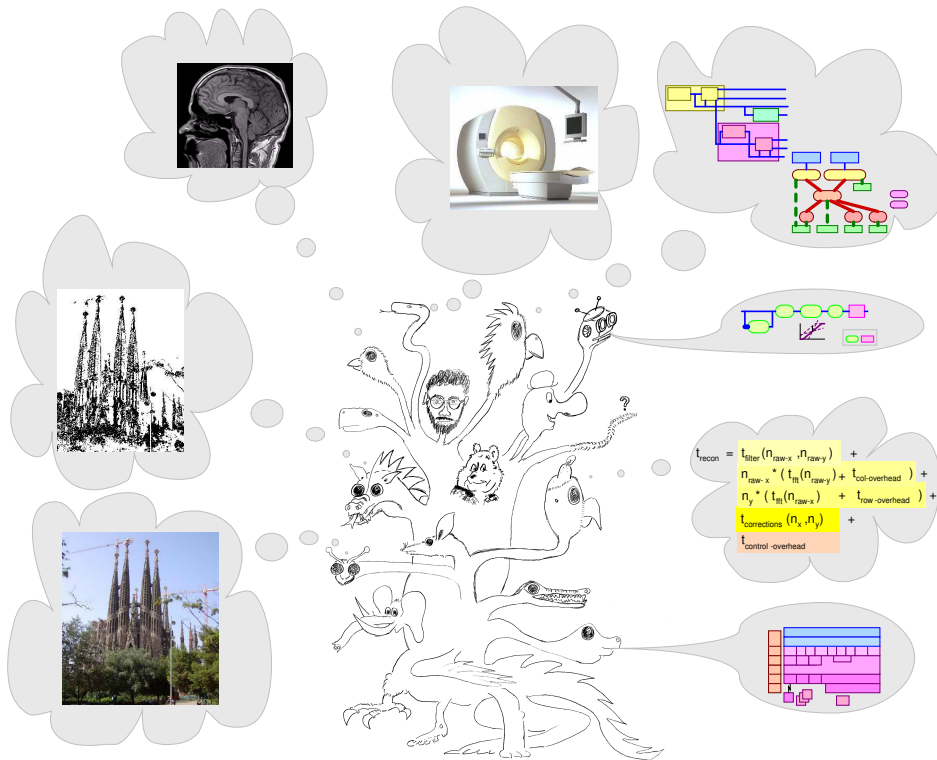 ?
t_recon = t_filter (n_raw-x ,n_raw-y) +
n_raw- x * ( t_fft (n_raw-y) + t_col-overhead ) +
n_y * ( t_fft (n_raw-x) + t_row -overhead ) +
t_corrections (n_x ,n_y) +
t_control -overhead